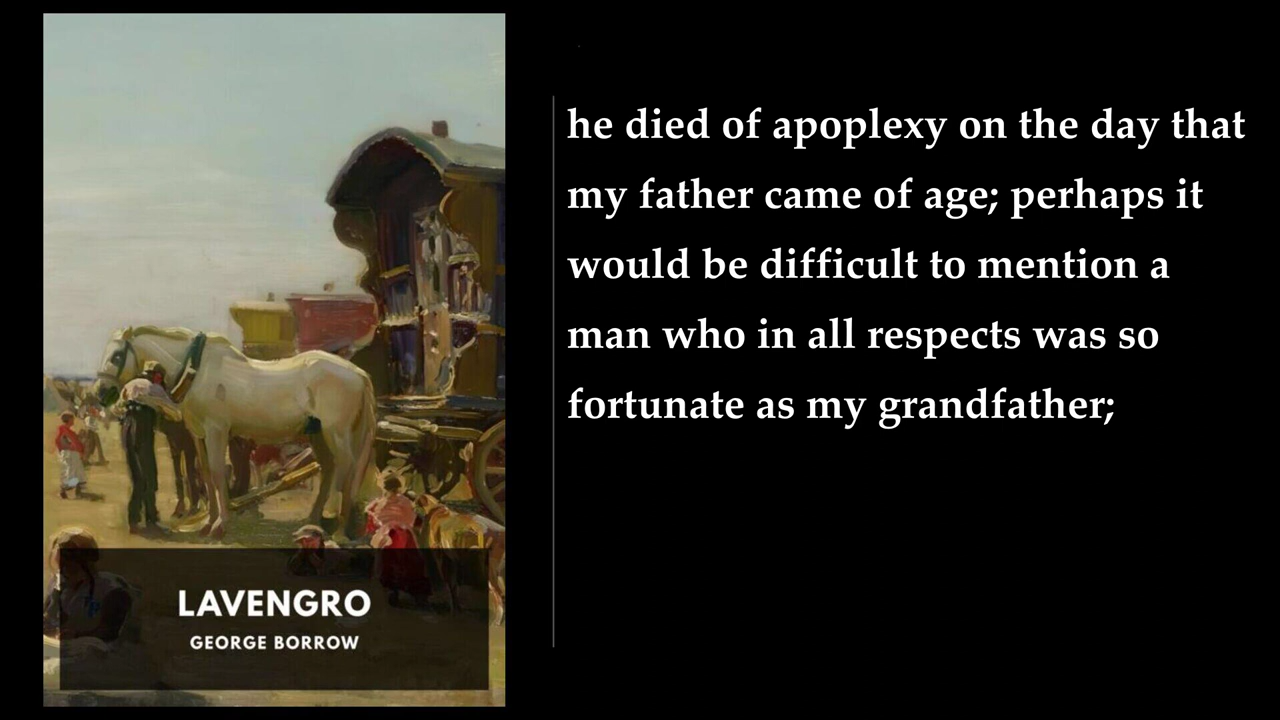 LAVENGRO
GEORGE BORROW
he died of apoplexy on the day that
my father came of age; perhaps it
would be difficult to mention a
man who in all respects was so
fortunate as my grandfather;